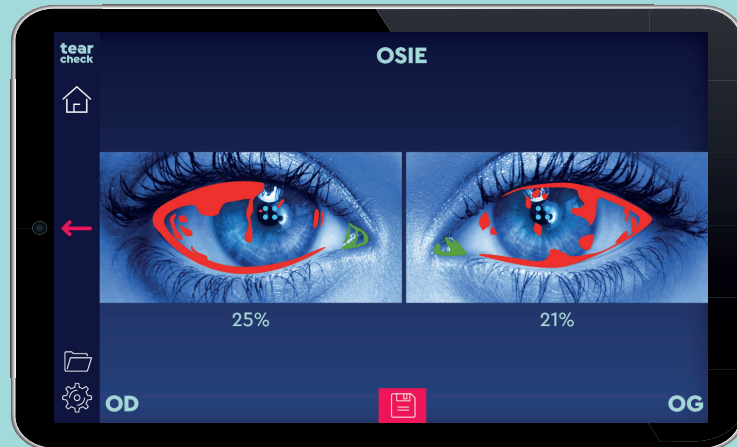 tear
check
OSIE
25%
21%
OD
OG